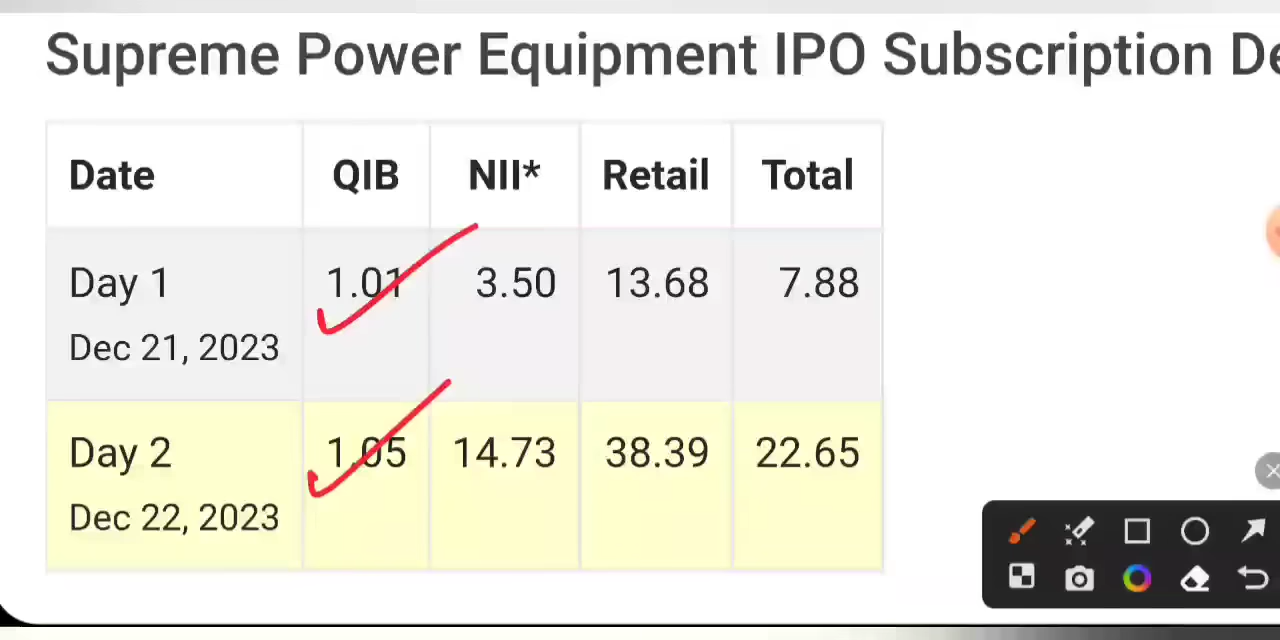 Supreme Power Equipment IPO Subscription De
Date QIB NII* Retail Total
Day 1 1.01 3.50 13.68 7.88
Dec 21, 2023
Day 2 1.05 14.73 38.39 22.65
Dec 22, 2023